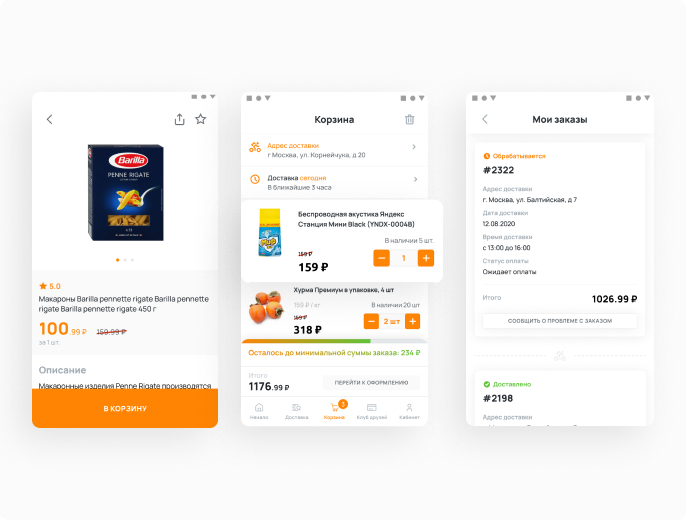 Barilla
PENNE RIGATE
5.0
Макароны Barilla pennette rigate Barilla pennette
rigate Barilla pennette rigate 450 г
100.99 ₽ 159.99 ₽
за 1 шт.
Описание
Макаронные изделия Penne Rigate производятся
В КОРЗИНУ
Корзина
Адрес доставки
г Москва, ул. Корнейчука, д 20
Доставка сегодня
В ближайшие 3 часа
Беспроводная акустика Яндекс
Станция Мини Black (YNDX-0004B)
В наличии 5 шт.
159 ₽
159 ₽
1
Хурма Премиум в упаковке, 4 шт
159 ₽ / кг
В наличии 20 шт
159 ₽
318 ₽
2 шт
Осталось до минимальной суммы заказа: 234 ₽
Итого
1176.99 ₽
ПЕРЕЙТИ К ОФОРМЛЕНИЮ
3
Начало
Доставка
Корзина
Клуб друзей
Кабинет
Мои заказы
Обрабатывается
#2322
Адрес доставки
г. Москва, ул. Балтийская, д 7
Дата доставки
12.08.2020
Время доставки
с 13:00 до 16:00
Статус оплаты
Ожидает оплаты
Итого
1026.99 ₽
СООБЩИТЬ О ПРОБЛЕМЕ С ЗАКАЗОМ
Доставлено
#2198
Адрес доставки